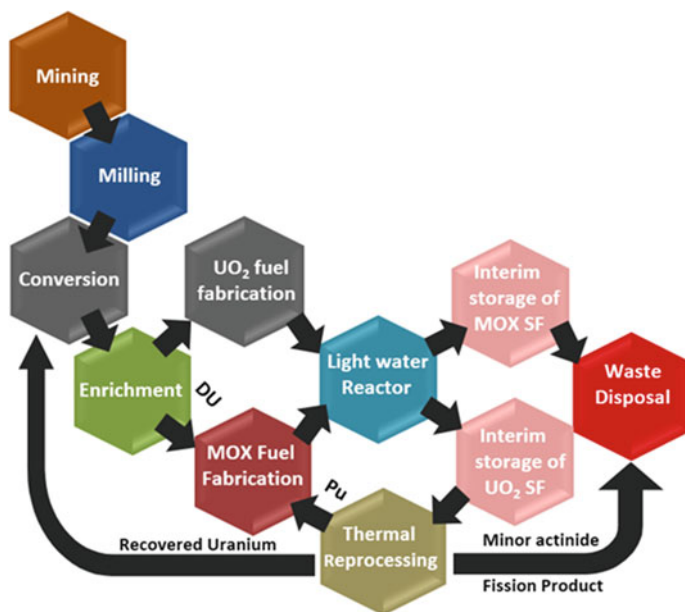 Mining
Milling
Conversion
UO₂ fuel
fabrication
Interim
storage of
MOX SF
Enrichment
DU
Light water
Reactor
Waste
Disposal
MOX Fuel
Fabrication
Pu
Interim
storage of
UO₂ SF
Thermal
Reprocessing
Recovered Uranium
Minor actinide
Fission Product